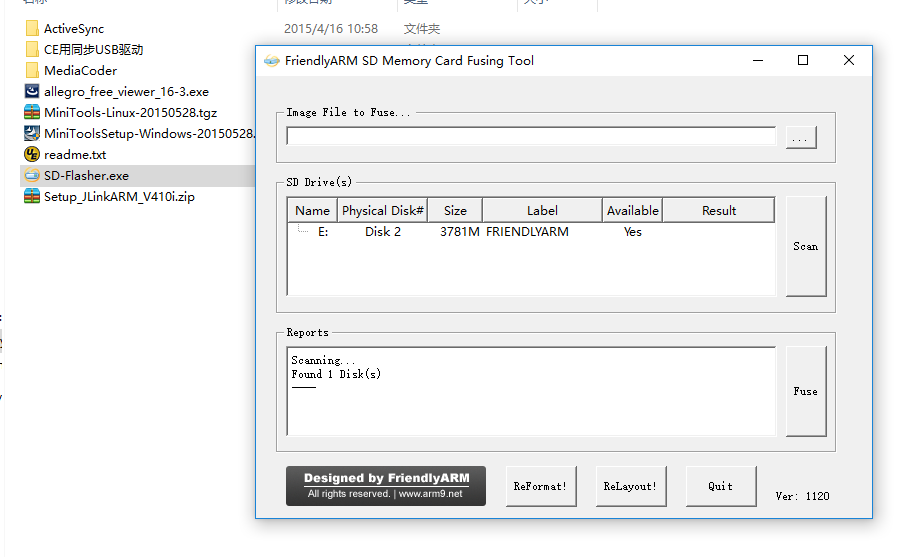 名称 修改日期 类型 大小
ActiveSync 2015/4/16 10:58 文件夹
CE用同步USB驱动
MediaCoder
allegro_free_viewer_16-3.exe
MiniTools-Linux-20150528.tgz
MiniToolsSetup-Windows-20150528.
readme.txt
SD-Flasher.exe
Setup_JLinkARM_V410i.zip
FriendlyARM SD Memory Card Fusing Tool
Image File to Fuse...
...
SD Drive(s)
Name Physical Disk# Size Label Available Result
E: Disk 2 3781M FRIENDLYARM Yes
Scan
Reports
Scanning...
Found 1 Disk(s)
Fuse
Designed by FriendlyARM
All rights reserved. | www.arm9.net
ReFormat!
ReLayout!
Quit
Ver: 1120